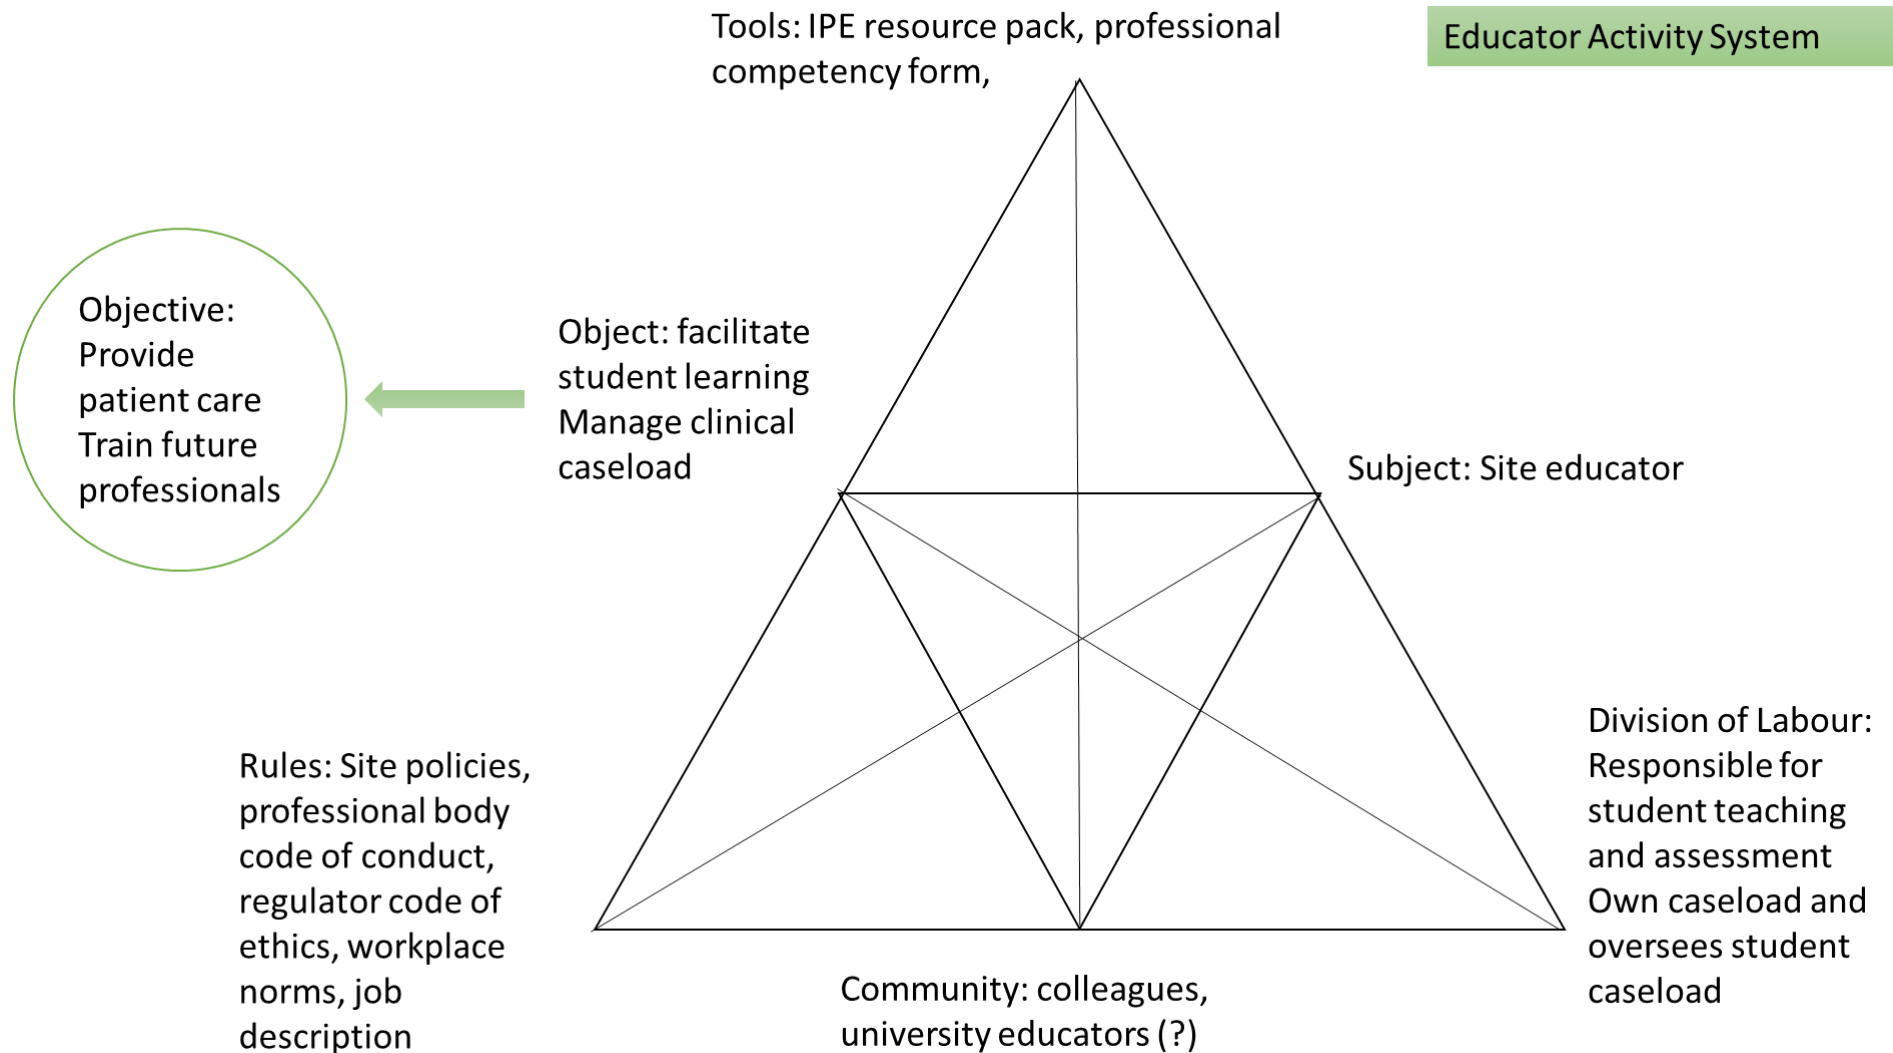 Tools: IPE resource pack, professional
competency form,
Educator Activity System
Objective:
Provide
patient care
Train future
professionals
Object: facilitate
student learning
Manage clinical
caseload
Subject: Site educator
Rules: Site policies,
professional body
code of conduct,
regulator code of
ethics, workplace
norms, job
description
Community: colleagues,
university educators (?)
Division of Labour:
Responsible for
student teaching
and assessment
Own caseload and
oversees student
caseload